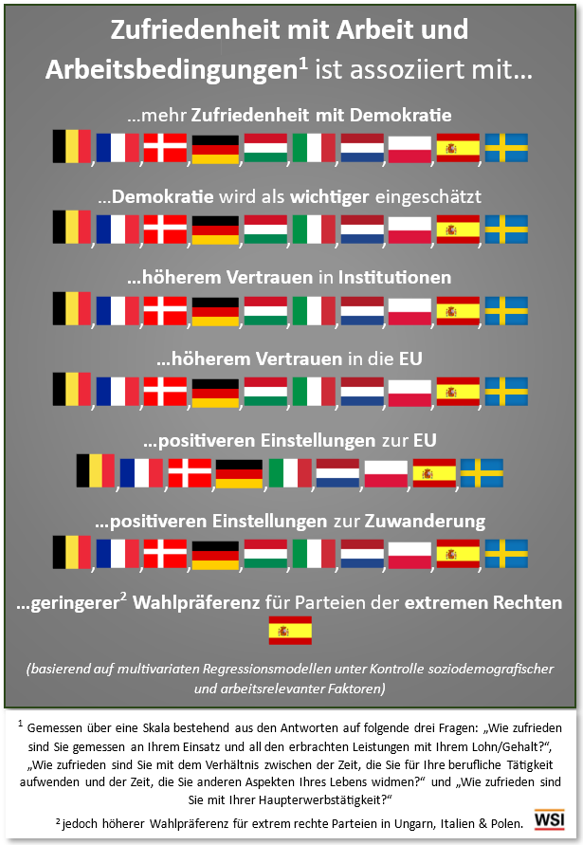 Zufriedenheit mit Arbeit und
Arbeitsbedingungen¹ ist assoziiert mit...
...mehr Zufriedenheit mit Demokratie
...Demokratie wird als wichtiger eingeschätzt
...höherem Vertrauen in Institutionen
...höherem Vertrauen in die EU
...positiveren Einstellungen zur EU
...positiveren Einstellungen zur Zuwanderung
...geringerer² Wahlpräferenz für Parteien der extremen Rechten
(basierend auf multivariaten Regressionsmodellen unter Kontrolle soziodemografischer
und arbeitsrelevanter Faktoren)
¹ Gemessen über eine Skala bestehend aus den Antworten auf folgende drei Fragen: „Wie zufrieden
sind Sie gemessen an Ihrem Einsatz und all den erbrachten Leistungen mit Ihrem Lohn/Gehalt?“,
„Wie zufrieden sind Sie mit dem Verhältnis zwischen der Zeit, die Sie für Ihre berufliche Tätigkeit
aufwenden und der Zeit, die Sie anderen Aspekten Ihres Lebens widmen?“ und „Wie zufrieden sind
Sie mit Ihrer Haupterwerbstätigkeit?“
² jedoch höherer Wahlpräferenz für extrem rechte Parteien in Ungarn, Italien & Polen.
WSI